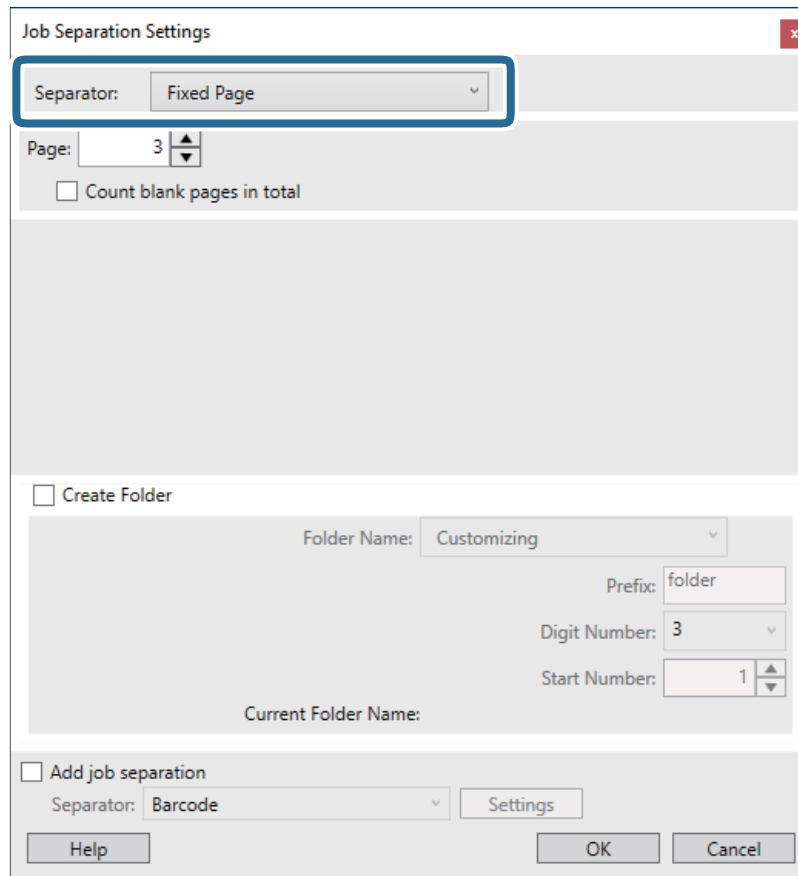 Job Separation Settings
x
Separator: Fixed Page
Page: 3
Count blank pages in total
Create Folder
Folder Name: Customizing
Prefix: folder
Digit Number: 3
Start Number: 1
Current Folder Name:
Add job separation
Separator: Barcode Settings
Help OK Cancel